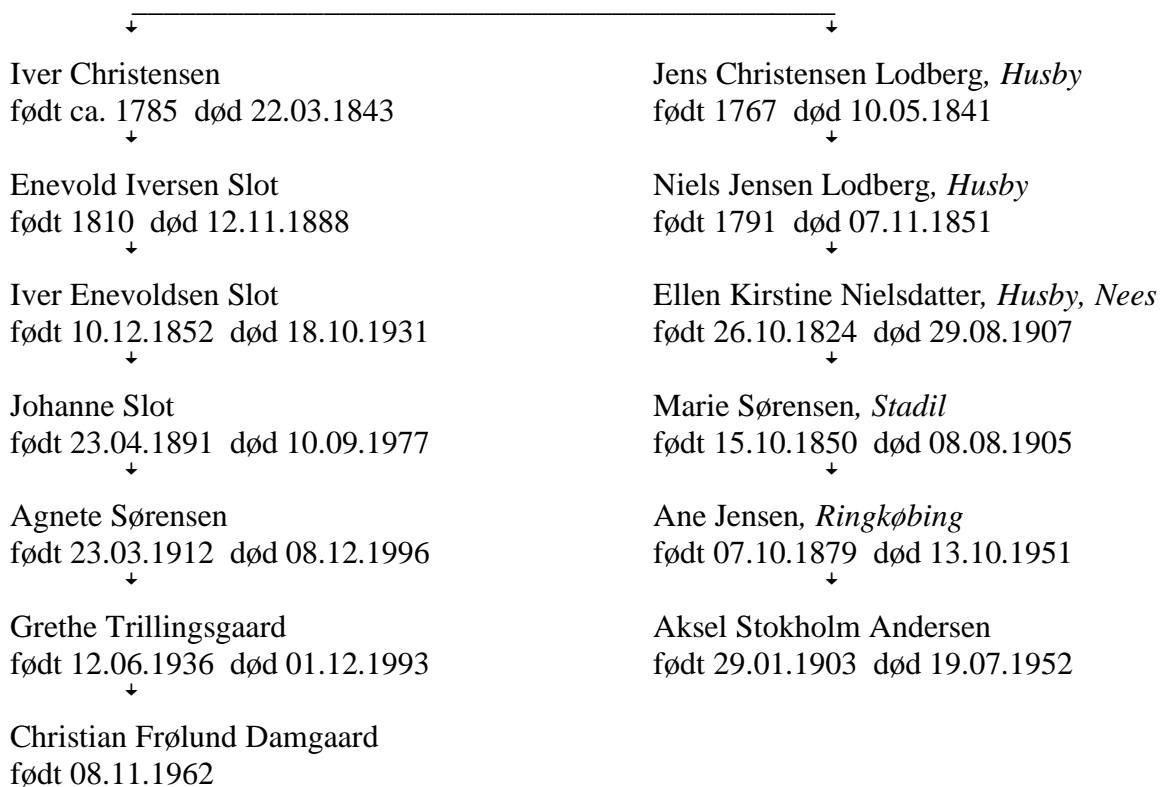 Iver Christensen
født ca. 1785 død 22.03.1843
Enevold Iversen Slot
født 1810 død 12.11.1888
Iver Enevoldsen Slot
født 10.12.1852 død 18.10.1931
Johanne Slot
født 23.04.1891 død 10.09.1977
Agnete Sørensen
født 23.03.1912 død 08.12.1996
Grethe Trillingsgaard
født 12.06.1936 død 01.12.1993
Christian Frølund Damgaard
født 08.11.1962
Jens Christensen Lodberg, Husby
født 1767 død 10.05.1841
Niels Jensen Lodberg, Husby
født 1791 død 07.11.1851
Ellen Kirstine Nielsdatter, Husby, Nees
født 26.10.1824 død 29.08.1907
Marie Sørensen, Stadil
født 15.10.1850 død 08.08.1905
Ane Jensen, Ringkøbing
født 07.10.1879 død 13.10.1951
Aksel Stokholm Andersen
født 29.01.1903 død 19.07.1952